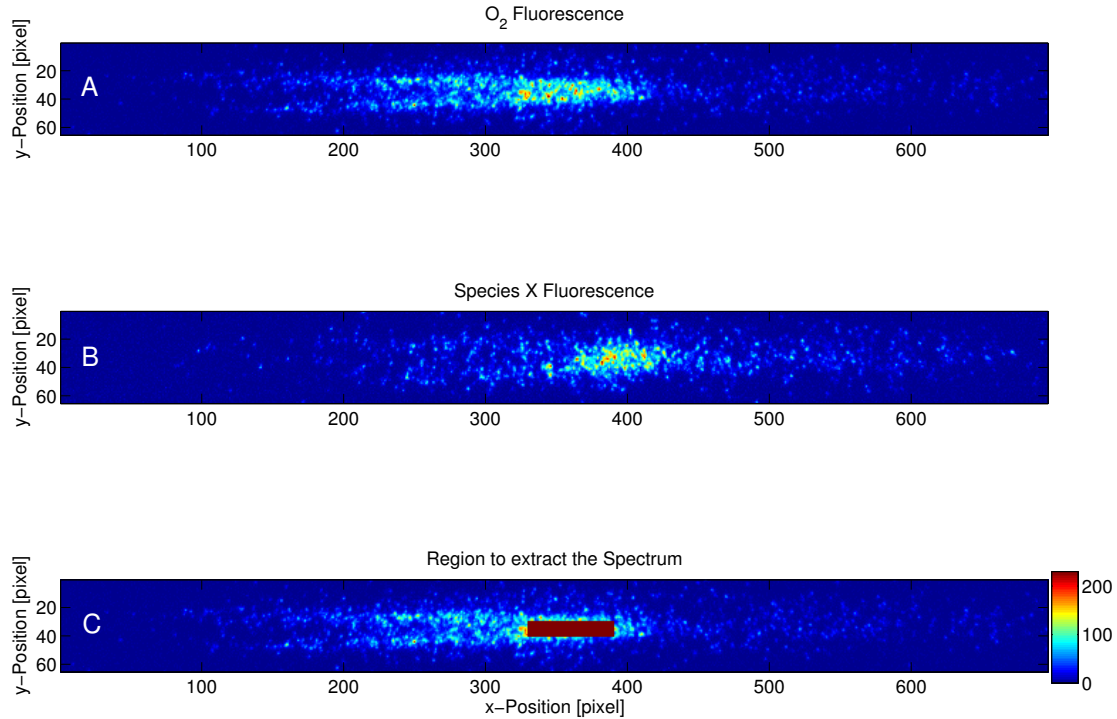 O2 Fluorescence
y-Position [pixel]
20
40
60
A
100 200 300 400 500 600
Species X Fluorescence
y-Position [pixel]
20
40
60
B
100 200 300 400 500 600
Region to extract the Spectrum
y-Position [pixel]
20
40
60
C
100 200 300 400 500 600
x-Position [pixel]
200
100
0